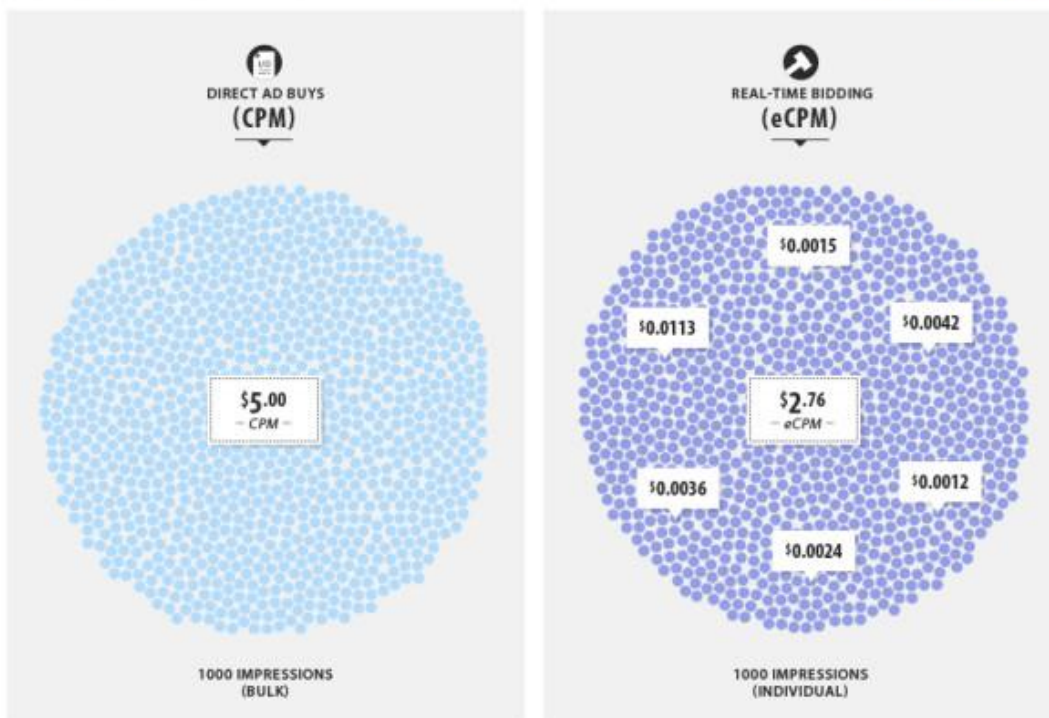 DIRECT AD BUYS
(CPM)
$5.00
– CPM –
1000 IMPRESSIONS
(BULK)
REAL-TIME BIDDING
(eCPM)
$0.0015
$0.0113
$0.0042
$2.76
– eCPM –
$0.0036
$0.0012
$0.0024
1000 IMPRESSIONS
(INDIVIDUAL)